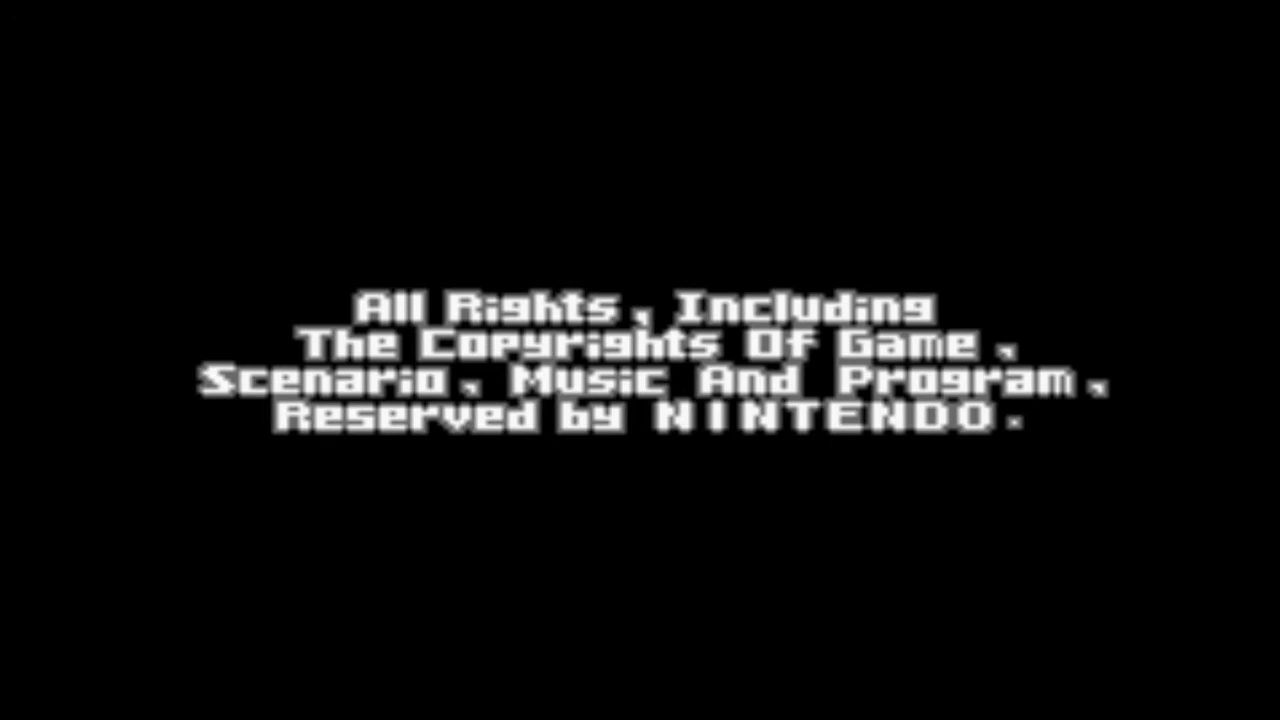 All Rights, Including
The Copyrights Of Game,
Scenario, Music And Program,
Reserved by NINTENDO.